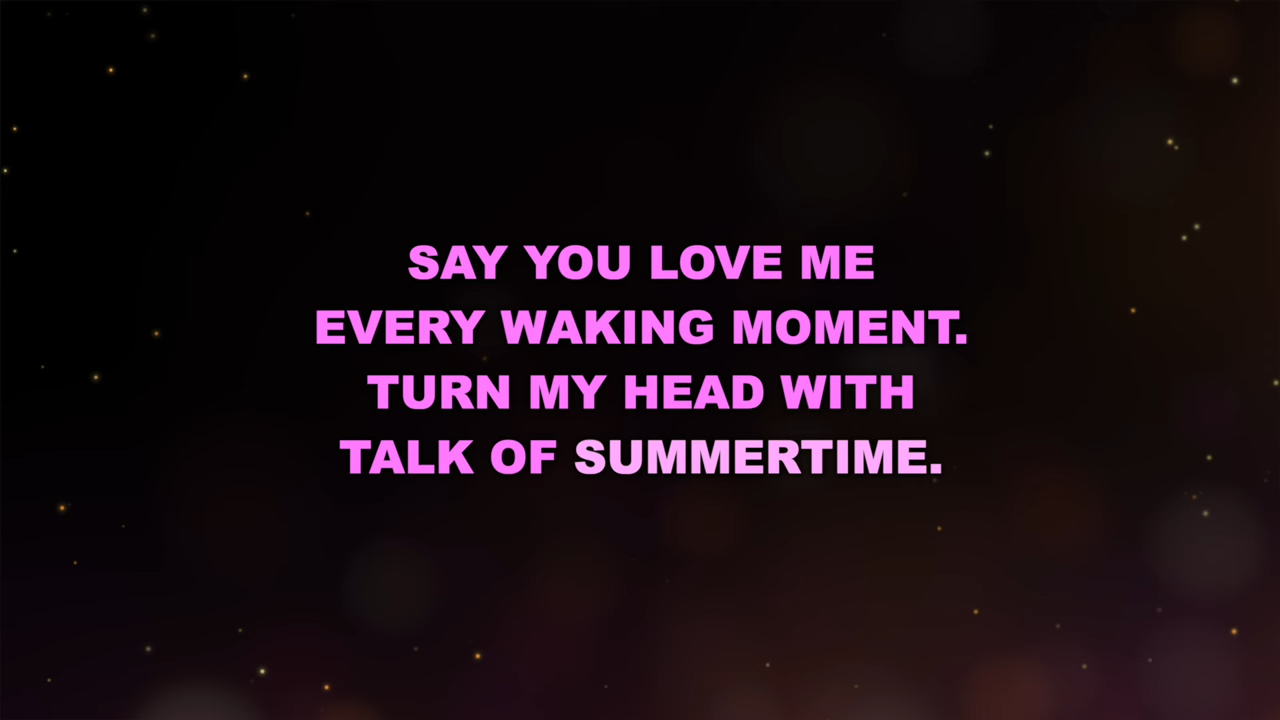 SAY YOU LOVE ME
EVERY WAKING MOMENT.
TURN MY HEAD WITH
TALK OF SUMMERTIME.